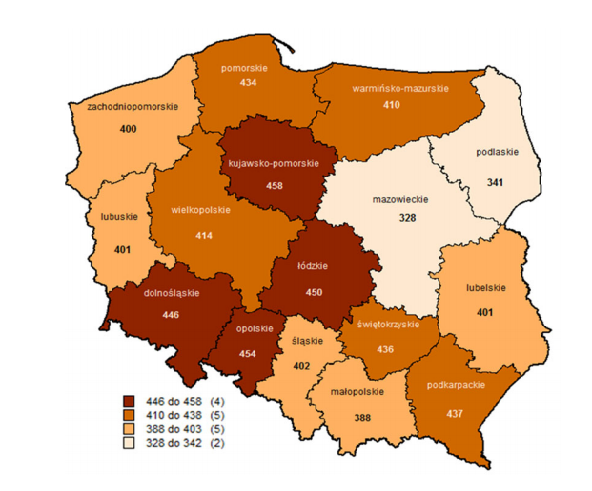 pomorskie
434
warmińsko-mazurskie
410
zachodniopomorskie
400
podlaskie
341
kujawsko-pomorskie
458
mazowieckie
328
wielkopolskie
414
lubuskie
401
łódzkie
450
lubelskie
401
dolnośląskie
446
opolskie
454
świętokrzyskie
436
śląskie
402
małopolskie
388
podkarpackie
437
446 do 458 (4)
410 do 438 (5)
388 do 403 (5)
328 do 342 (2)